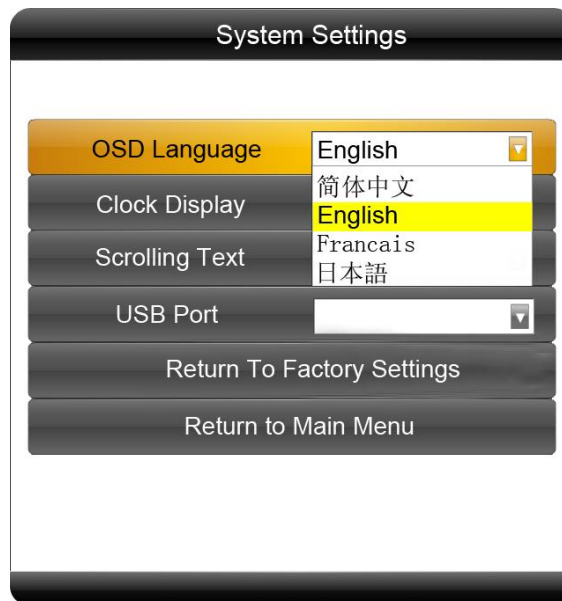 System Settings
OSD Language
English
简体中文
English
Francais
日本語
Clock Display
Scrolling Text
USB Port
Return To Factory Settings
Return to Main Menu